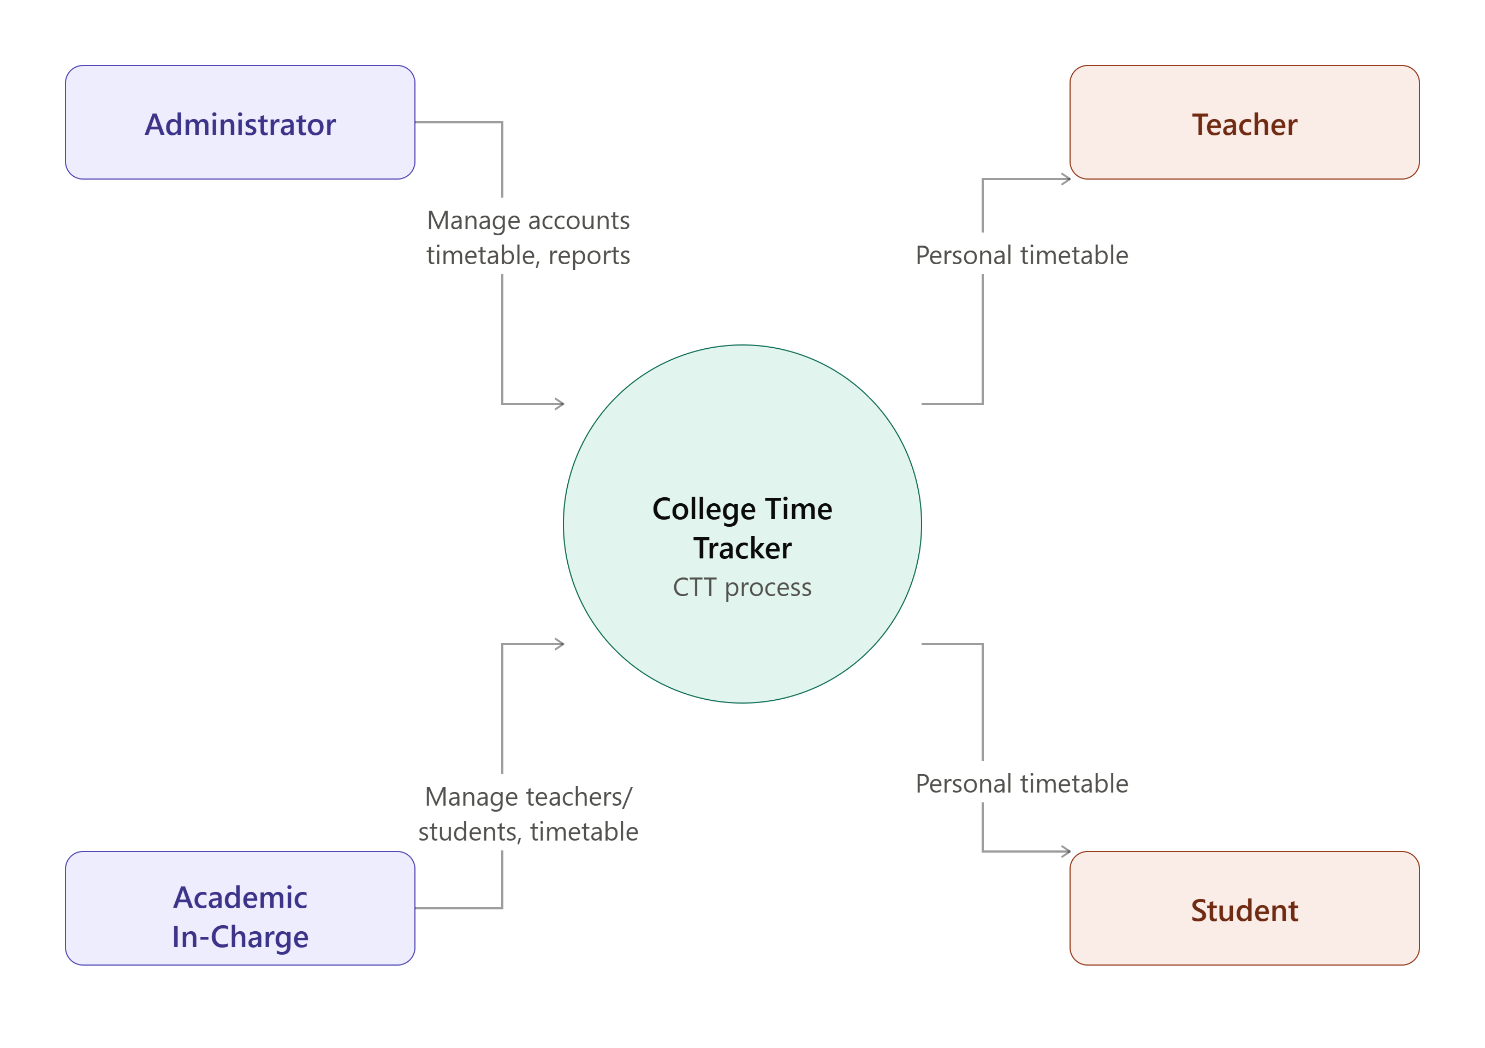 Administrator
Teacher
Manage accounts
timetable, reports
Personal timetable
College Time
Tracker
CTT process
Manage teachers/
students, timetable
Personal timetable
Academic
In-Charge
Student